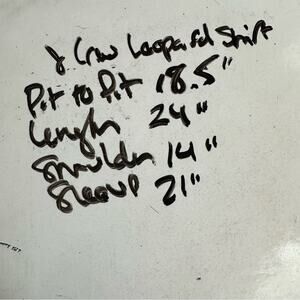 J Crew Leopard Shirt
Pit to Pit 18.5"
Length 24"
Shoulder 14"
Sleeve 21"